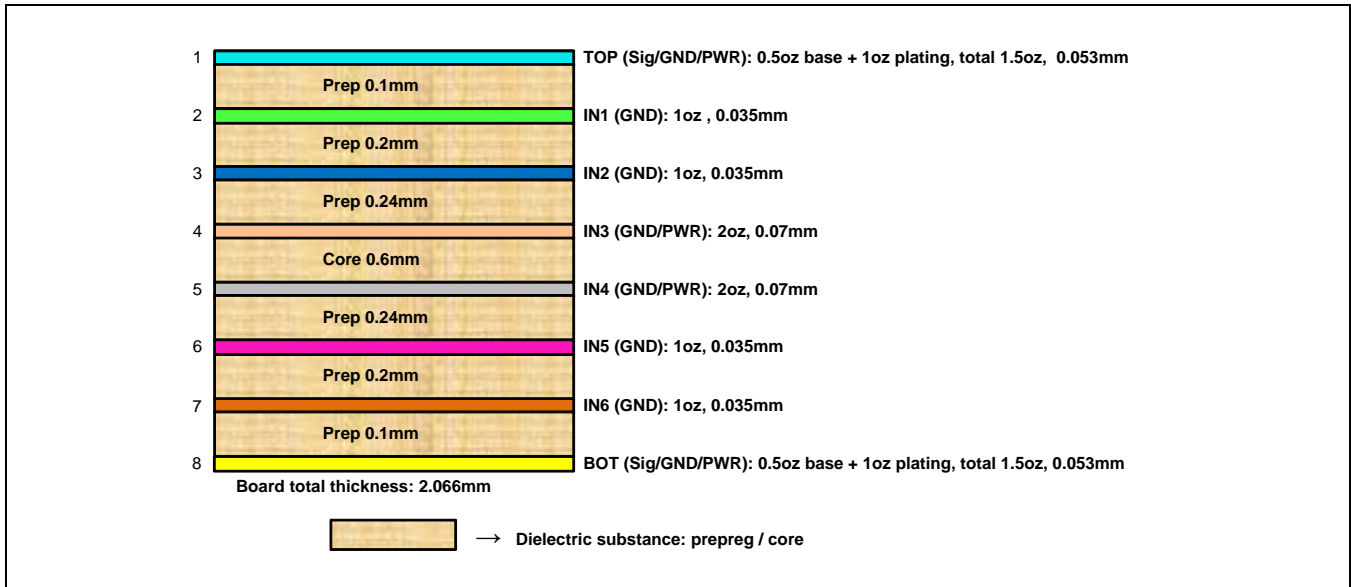 1 TOP (Sig/GND/PWR): 0.5oz base + 1oz plating, total 1.5oz, 0.053mm
Prep 0.1mm
2 IN1 (GND): 1oz , 0.035mm
Prep 0.2mm
3 IN2 (GND): 1oz, 0.035mm
Prep 0.24mm
4 IN3 (GND/PWR): 2oz, 0.07mm
Core 0.6mm
5 IN4 (GND/PWR): 2oz, 0.07mm
Prep 0.24mm
6 IN5 (GND): 1oz, 0.035mm
Prep 0.2mm
7 IN6 (GND): 1oz, 0.035mm
Prep 0.1mm
8 BOT (Sig/GND/PWR): 0.5oz base + 1oz plating, total 1.5oz, 0.053mm
Board total thickness: 2.066mm
→ Dielectric substance: prepreg / core